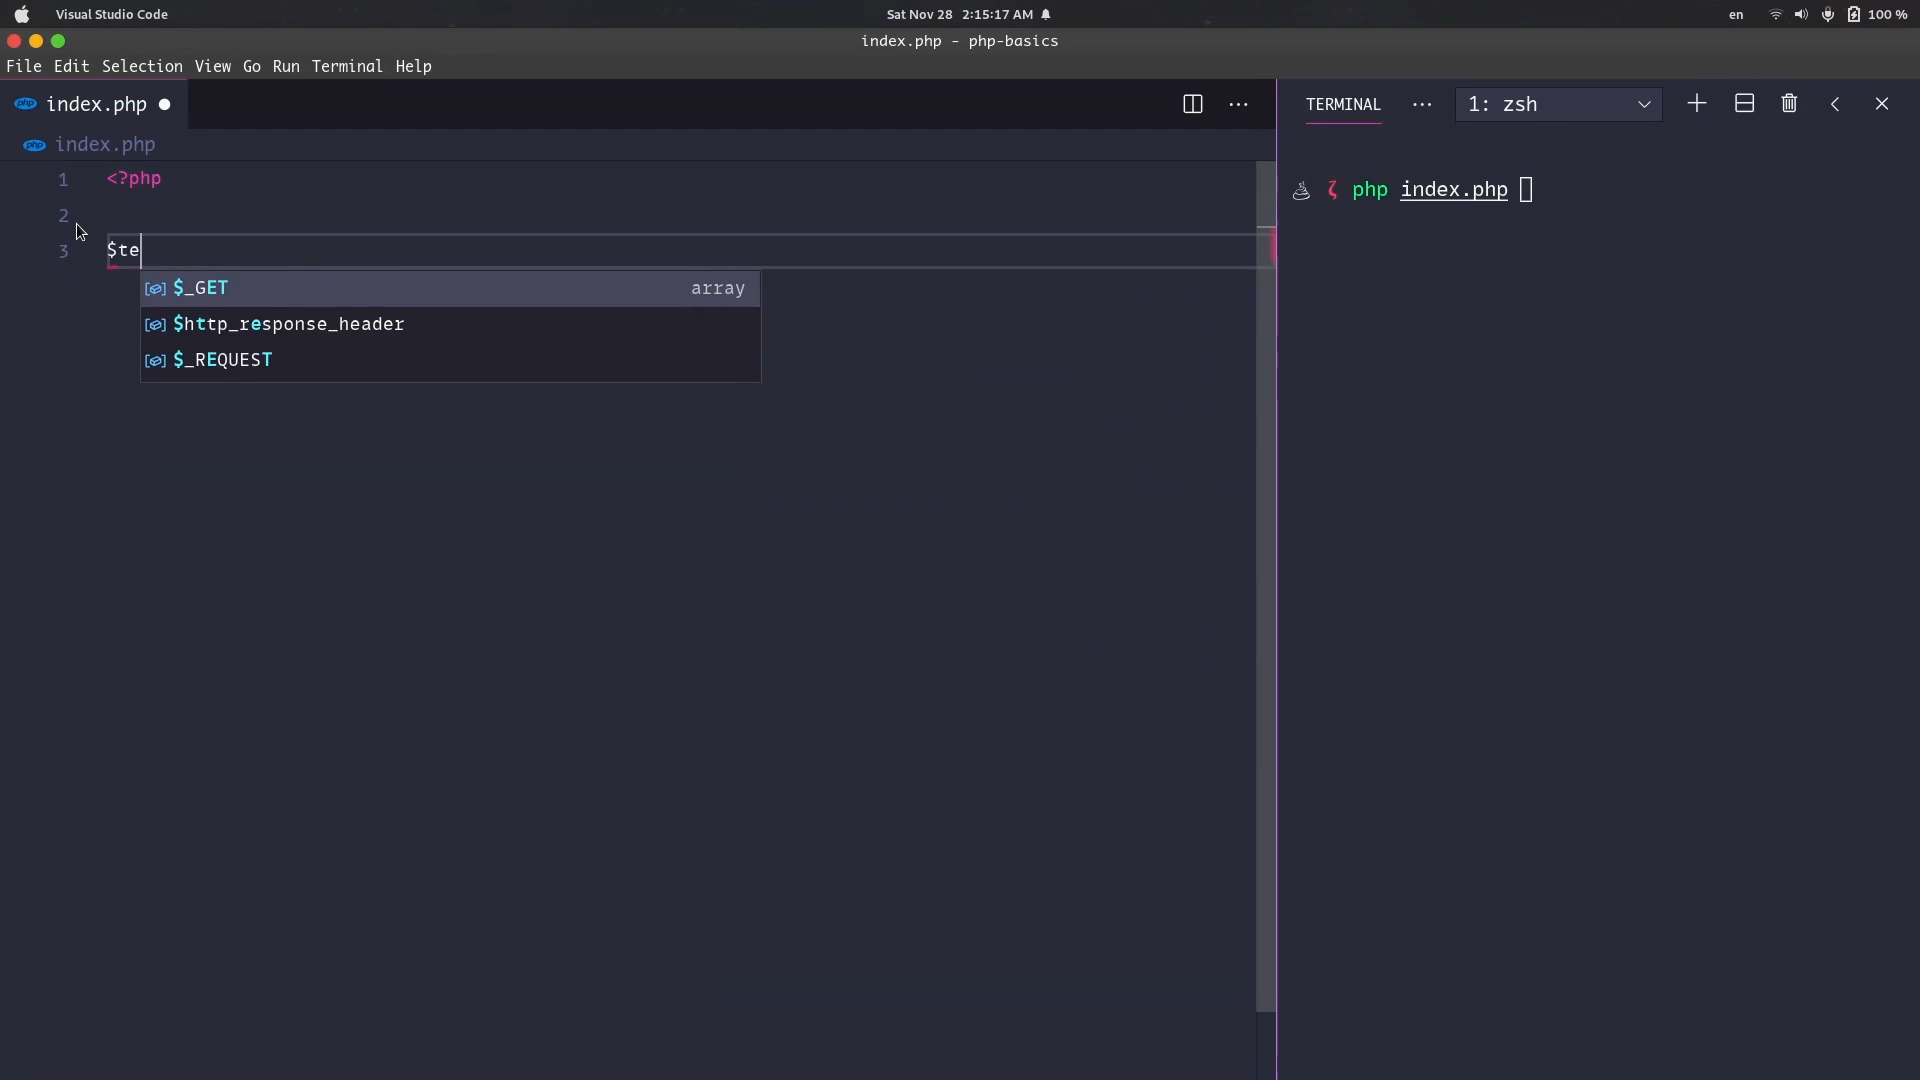 Visual Studio Code
Sat Nov 28 2:15:17 AM
en
100 %
index.php - php-basics
File Edit Selection View Go Run Terminal Help
php index.php
TERMINAL
1: zsh
php index.php
1 <?php
2
3 $te
$_GET array
$http_response_header
$_REQUEST
ζ php index.php